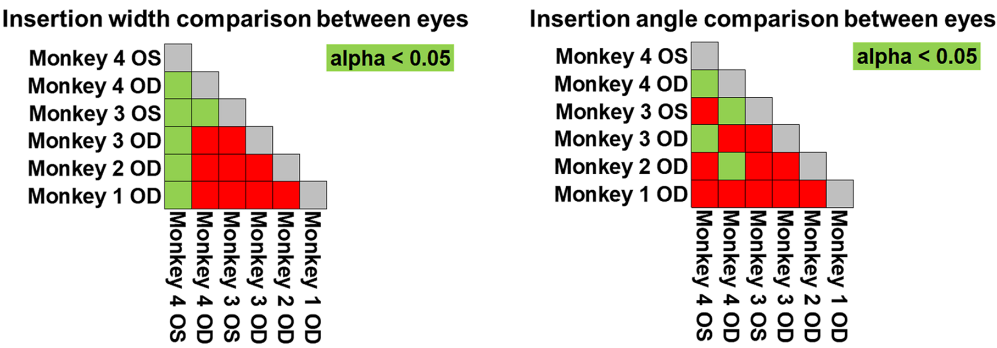 Insertion width comparison between eyes
alpha < 0.05
Monkey 4 OS
Monkey 4 OD
Monkey 3 OS
Monkey 3 OD
Monkey 2 OD
Monkey 1 OD
Monkey 4 OS
Monkey 4 OD
Monkey 3 OS
Monkey 3 OD
Monkey 2 OD
Monkey 1 OD
Insertion angle comparison between eyes
alpha < 0.05
Monkey 4 OS
Monkey 4 OD
Monkey 3 OS
Monkey 3 OD
Monkey 2 OD
Monkey 1 OD
Monkey 4 OS
Monkey 4 OD
Monkey 3 OS
Monkey 3 OD
Monkey 2 OD
Monkey 1 OD